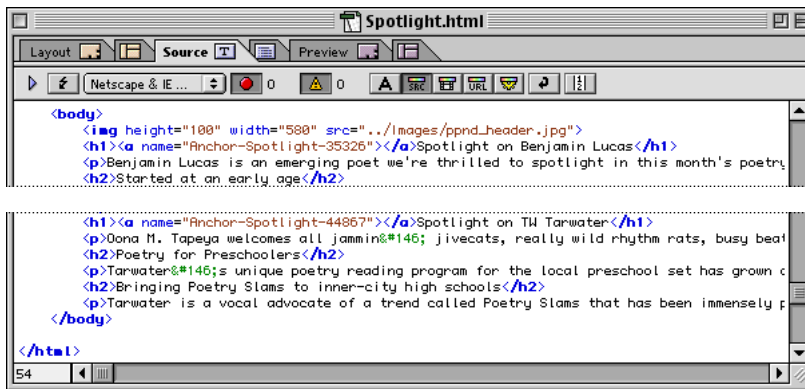 Spotlight.html
Layout Source T Preview
Netscape & IE ... 0 0 A SRC URL
<body>
<img height="100" width="580" src="../Images/ppnd_header.jpg">
<h1><a name="Anchor-Spotlight-35326"></a>Spotlight on Benjamin Lucas</h1>
<p>Benjamin Lucas is an emerging poet we're thrilled to spotlight in this month's poetry
<h2>Started at an early age</h2>
<h1><a name="Anchor-Spotlight-44867"></a>Spotlight on TW Tarwater</h1>
<p>Oona M. Tapeya welcomes all jammin&#146; jivecats, really wild rhythm rats, busy beat
<h2>Poetry for Preschoolers</h2>
<p>Tarwater&#146;s unique poetry reading program for the local preschool set has grown
<h2>Bringing Poetry Slams to inner-city high schools</h2>
<p>Tarwater is a vocal advocate of a trend called Poetry Slams that has been immensely
</body>
</html>
54